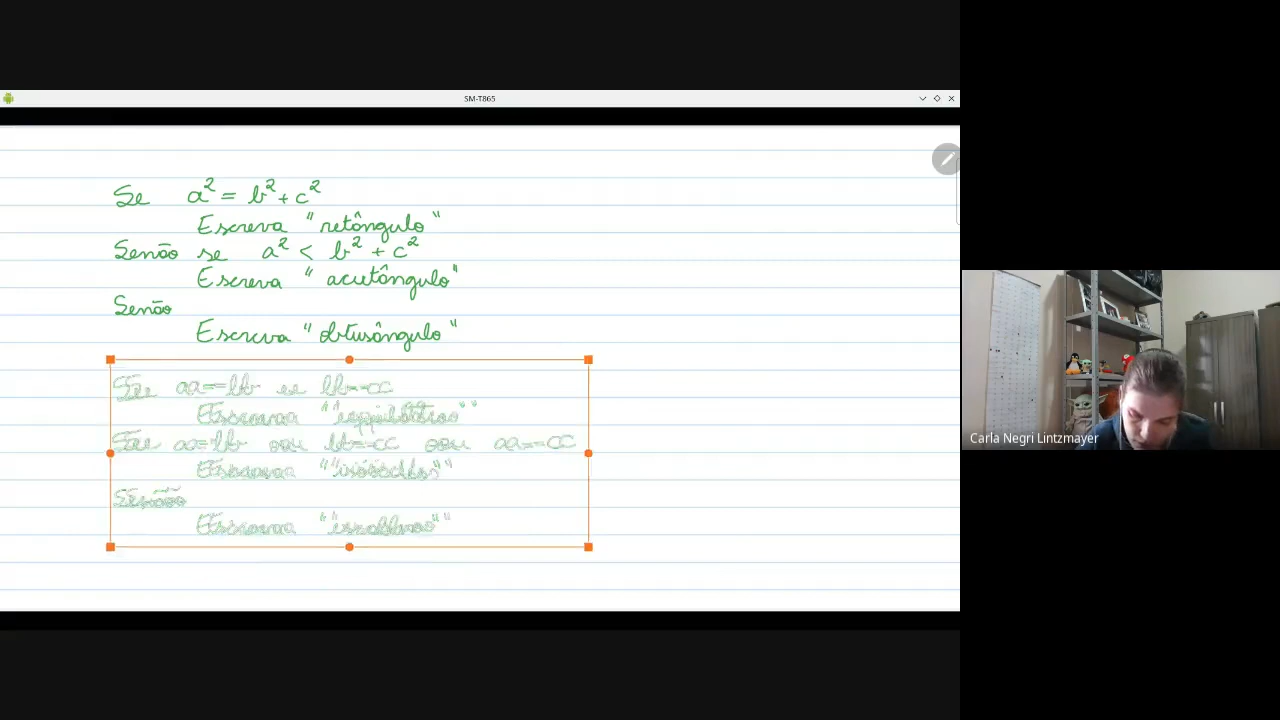 SM-T865
Se a² = b² + c²
Escreva "retângulo"
Senão se a² < b² + c²
Escreva "acutângulo"
Senão
Escreva "obtusângulo"
Se a=b e b=c
Escreva
Se a=b ou b=c ou a=c
Escreva "isósceles"
Senão
Escreva "escaleno"
Carla Negri Lintzmayer